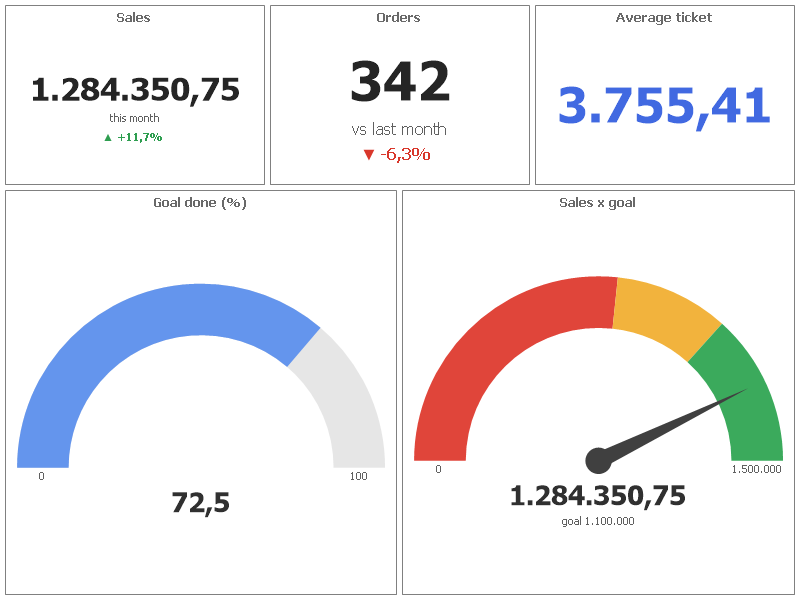 Sales
1.284.350,75
this month
▲ +11,7%
Orders
342
vs last month
▼ -6,3%
Average ticket
3.755,41
Goal done (%)
0
100
72,5
Sales x goal
0
1.500.000
1.284.350,75
goal 1.100.000